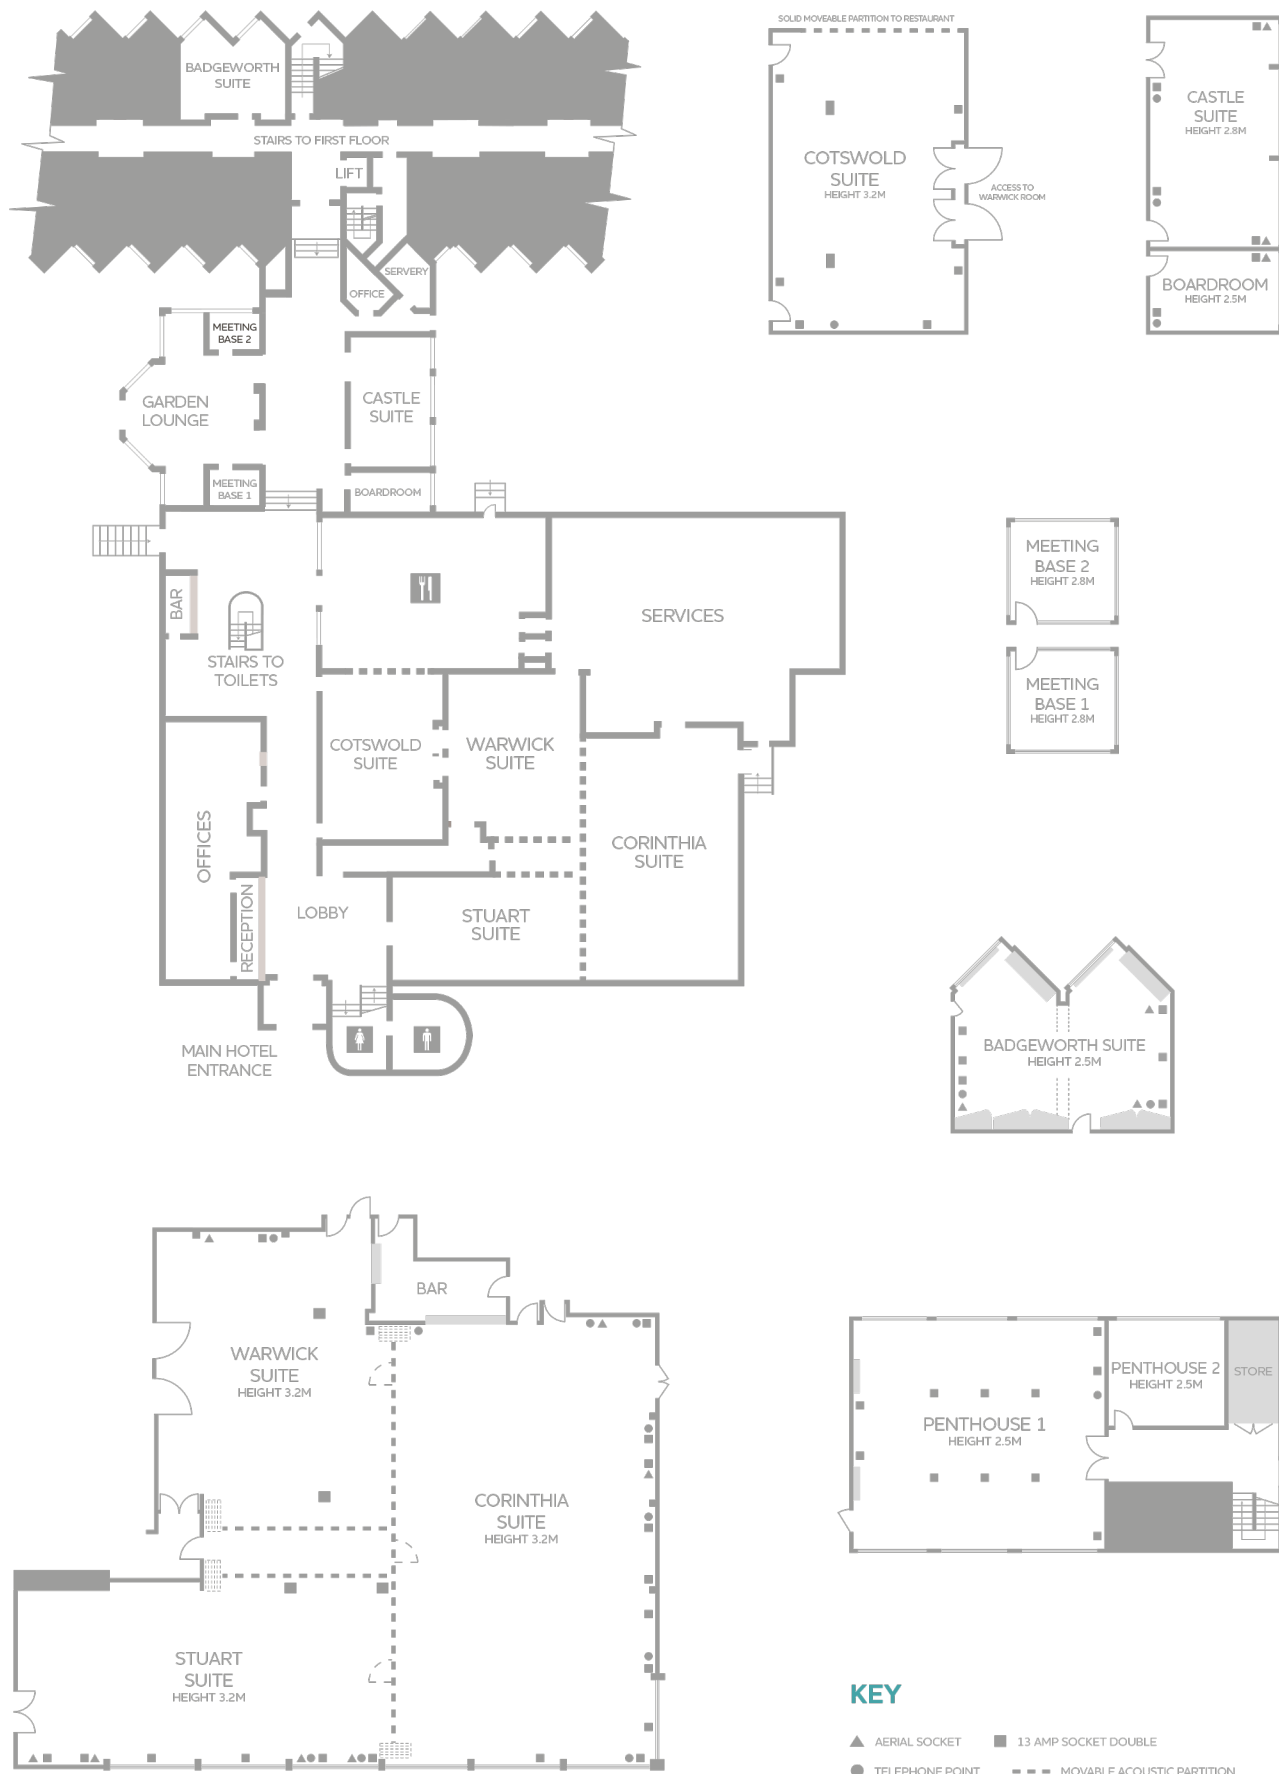 BADGEWORTH
SUITE
STAIRS TO FIRST FLOOR
LIFT
SERVERY
OFFICE
MEETING
BASE 2
GARDEN
LOUNGE
CASTLE
SUITE
MEETING
BASE 1
BOARDROOM
BAR
STAIRS TO
TOILETS
SERVICES
COTSWOLD
SUITE
WARWICK
SUITE
OFFICES
CORINTHIA
SUITE
RECEPTION
LOBBY
STUART
SUITE
MAIN HOTEL
ENTRANCE
SOLID MOVEABLE PARTITION TO RESTAURANT
COTSWOLD
SUITE
HEIGHT 3.2M
ACCESS TO
WARWICK ROOM
CASTLE
SUITE
HEIGHT 2.8M
BOARDROOM
HEIGHT 2.5M
MEETING
BASE 2
HEIGHT 2.8M
MEETING
BASE 1
HEIGHT 2.8M
BADGEWORTH SUITE
HEIGHT 2.5M
BAR
WARWICK
SUITE
HEIGHT 3.2M
CORINTHIA
SUITE
HEIGHT 3.2M
STUART
SUITE
HEIGHT 3.2M
PENTHOUSE 1
HEIGHT 2.5M
PENTHOUSE 2
HEIGHT 2.5M
STORE
KEY
AERIAL SOCKET
13 AMP SOCKET DOUBLE
TELEPHONE POINT
MOVABLE ACOUSTIC PARTITION